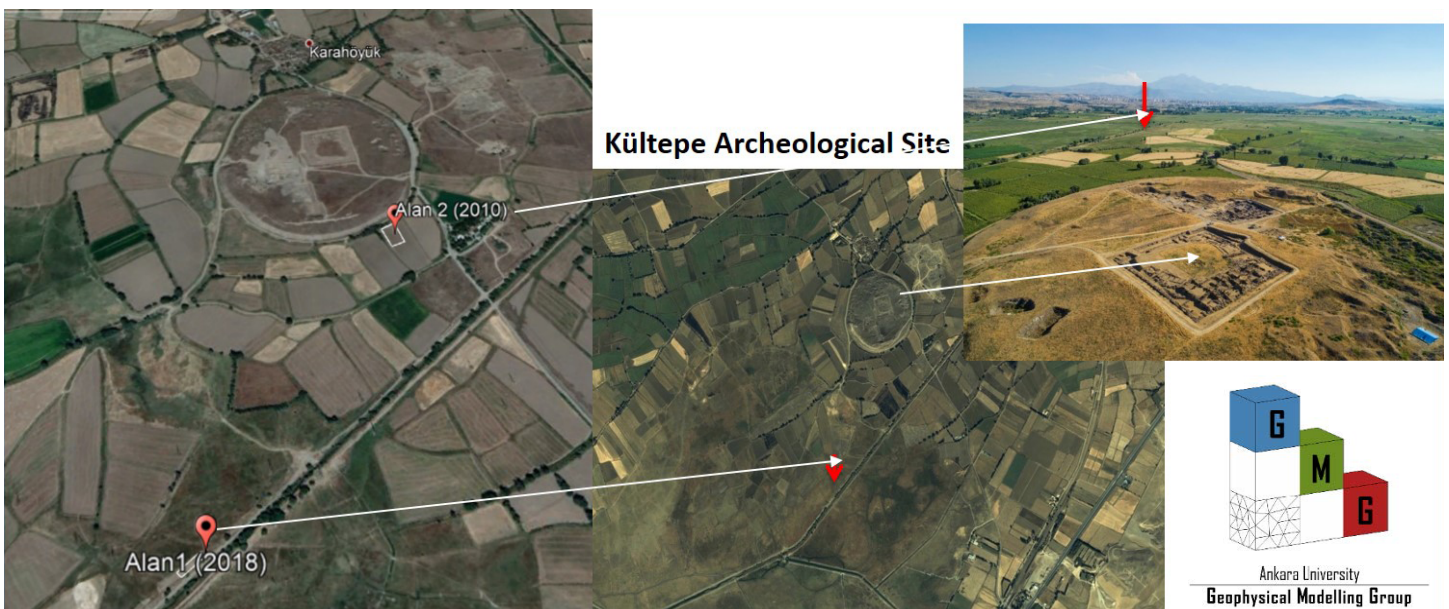 Karahöyük
Alan 2 (2010)
Alan1 (2018)
Kültepe Archeological Site
G
M
G
Ankara University
Geophysical Modelling Group